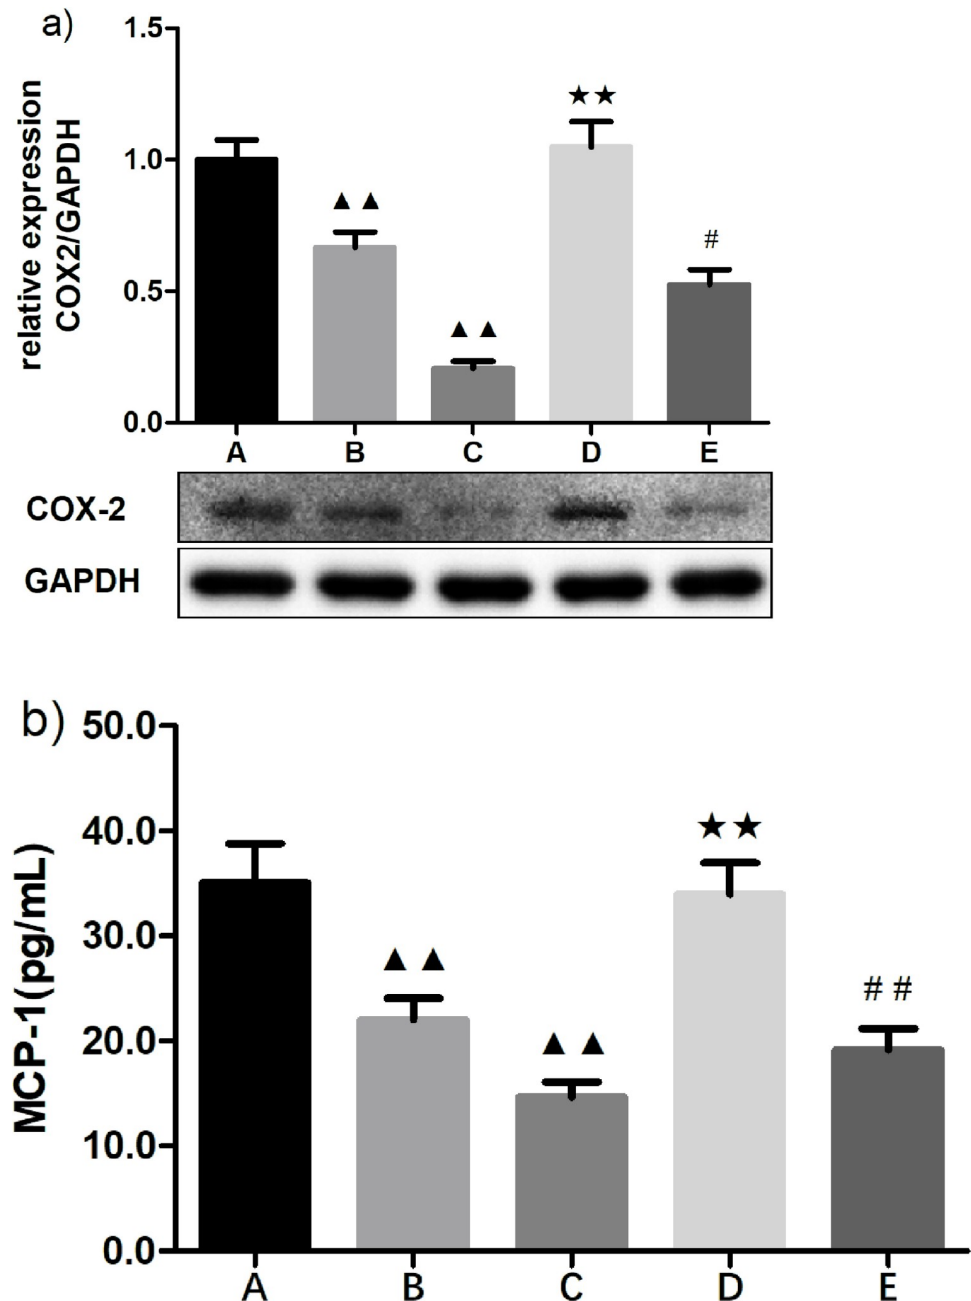 a)
relative expression
COX2/GAPDH
1.5
1.0
0.5
0.0
▲ ▲
▲ ▲
★★
#
A B C D E
COX-2
GAPDH
b)
MCP-1(pg/mL)
50.0
40.0
30.0
20.0
10.0
0.0
▲ ▲
▲ ▲
★★
# #
A B C D E